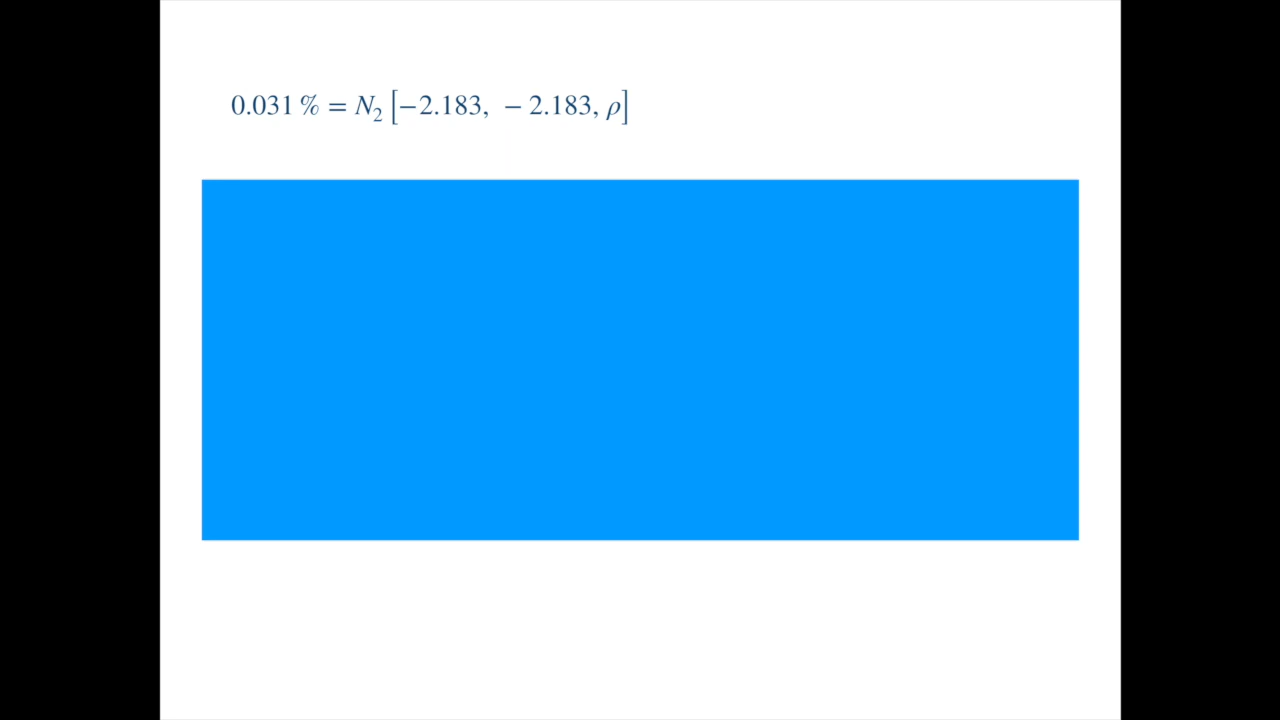 0.031 % = N₂ [−2.183, − 2.183, ρ]